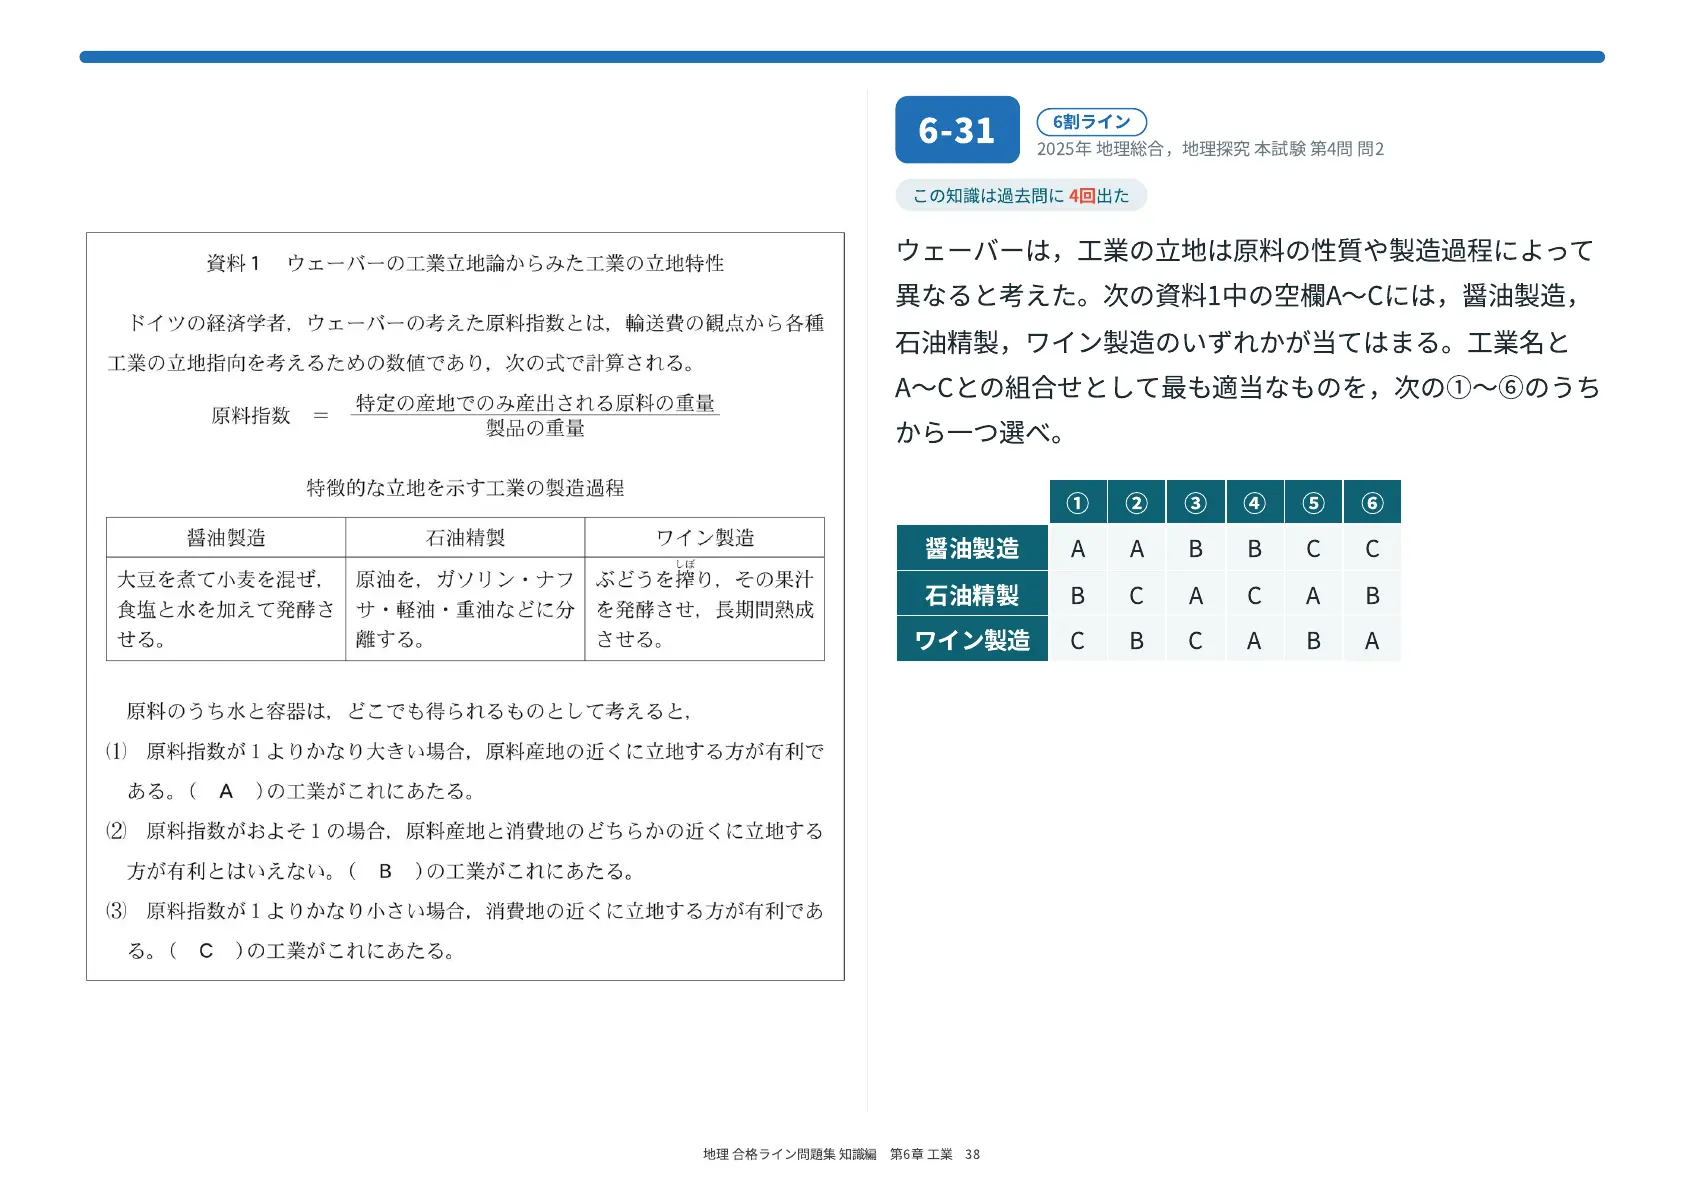 資料1 ウェーバーの工業立地論からみた工業の立地特性
ドイツの経済学者，ウェーバーの考えた原料指数とは，輸送費の観点から各種
工業の立地指向を考えるための数値であり，次の式で計算される。
原料指数 ＝ 特定の産地でのみ産出される原料の重量
製品の重量
特徴的な立地を示す工業の製造過程
醤油製造 石油精製 ワイン製造
大豆を煮て小麦を混ぜ，
食塩と水を加えて発酵さ
せる。
原油を，ガソリン・ナフ
サ・軽油・重油などに分
離する。
しぼ
ぶどうを搾り，その果汁
を発酵させ，長期間熟成
させる。
原料のうち水と容器は，どこでも得られるものとして考えると，
⑴ 原料指数が1よりかなり大きい場合，原料産地の近くに立地する方が有利で
ある。（ A ）の工業がこれにあたる。
⑵ 原料指数がおよそ1の場合，原料産地と消費地のどちらかの近くに立地する
方が有利とはいえない。（ B ）の工業がこれにあたる。
⑶ 原料指数が1よりかなり小さい場合，消費地の近くに立地する方が有利であ
る。（ C ）の工業がこれにあたる。
6-31
6割ライン
2025年 地理総合，地理探究 本試験 第4問 問2
この知識は過去問に 4回出た
ウェーバーは，工業の立地は原料の性質や製造過程によって
異なると考えた。次の資料1中の空欄A～Cには，醤油製造，
石油精製，ワイン製造のいずれかが当てはまる。工業名と
A～Cとの組合せとして最も適当なものを，次の①～⑥のうち
から一つ選べ。
① ② ③ ④ ⑤ ⑥
醤油製造 A A B B C C
石油精製 B C A C A B
ワイン製造 C B C A B A
地理 合格ライン問題集 知識編 第6章 工業 38